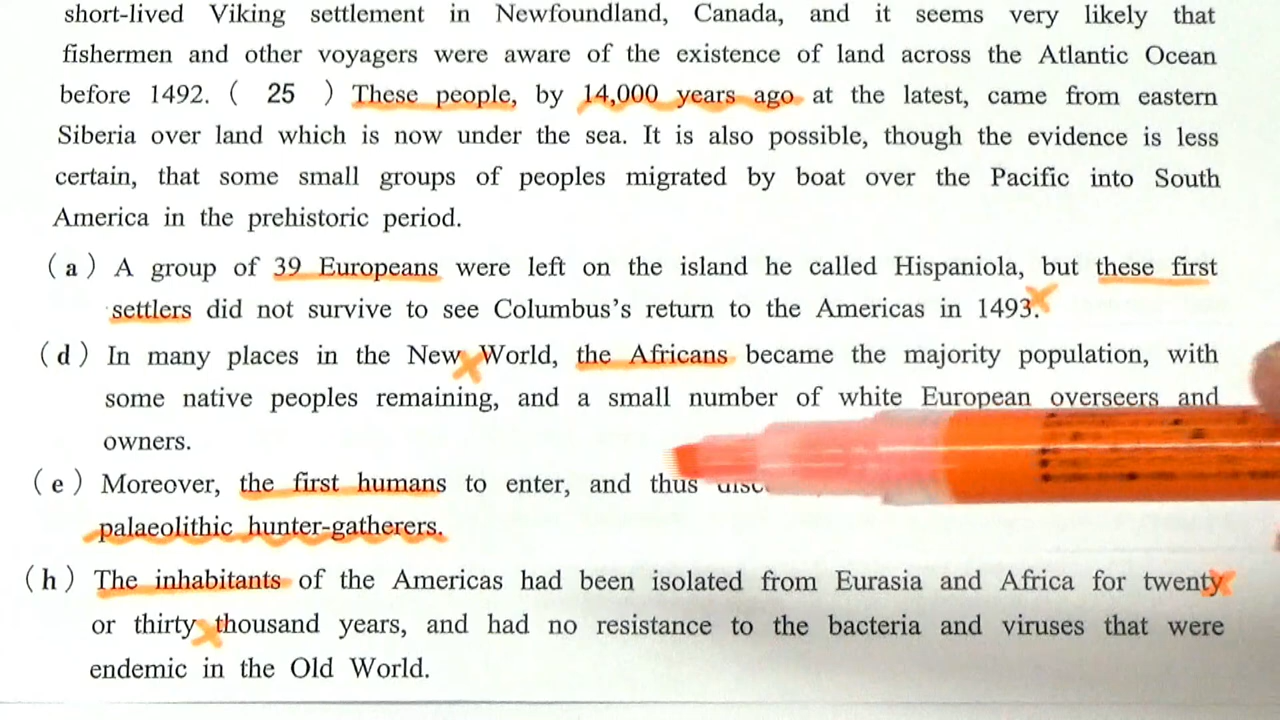 short-lived Viking settlement in Newfoundland, Canada, and it seems very likely that
fishermen and other voyagers were aware of the existence of land across the Atlantic Ocean
before 1492. ( 25 ) These people, by 14,000 years ago at the latest, came from eastern
Siberia over land which is now under the sea. It is also possible, though the evidence is less
certain, that some small groups of peoples migrated by boat over the Pacific into South
America in the prehistoric period.
( a ) A group of 39 Europeans were left on the island he called Hispaniola, but these first
settlers did not survive to see Columbus's return to the Americas in 1493.
( d ) In many places in the New World, the Africans became the majority population, with
some native peoples remaining, and a small number of white European overseers and
owners.
( e ) Moreover, the first humans to enter, and thus
palaeolithic hunter-gatherers.
( h ) The inhabitants of the Americas had been isolated from Eurasia and Africa for twenty
or thirty thousand years, and had no resistance to the bacteria and viruses that were
endemic in the Old World.